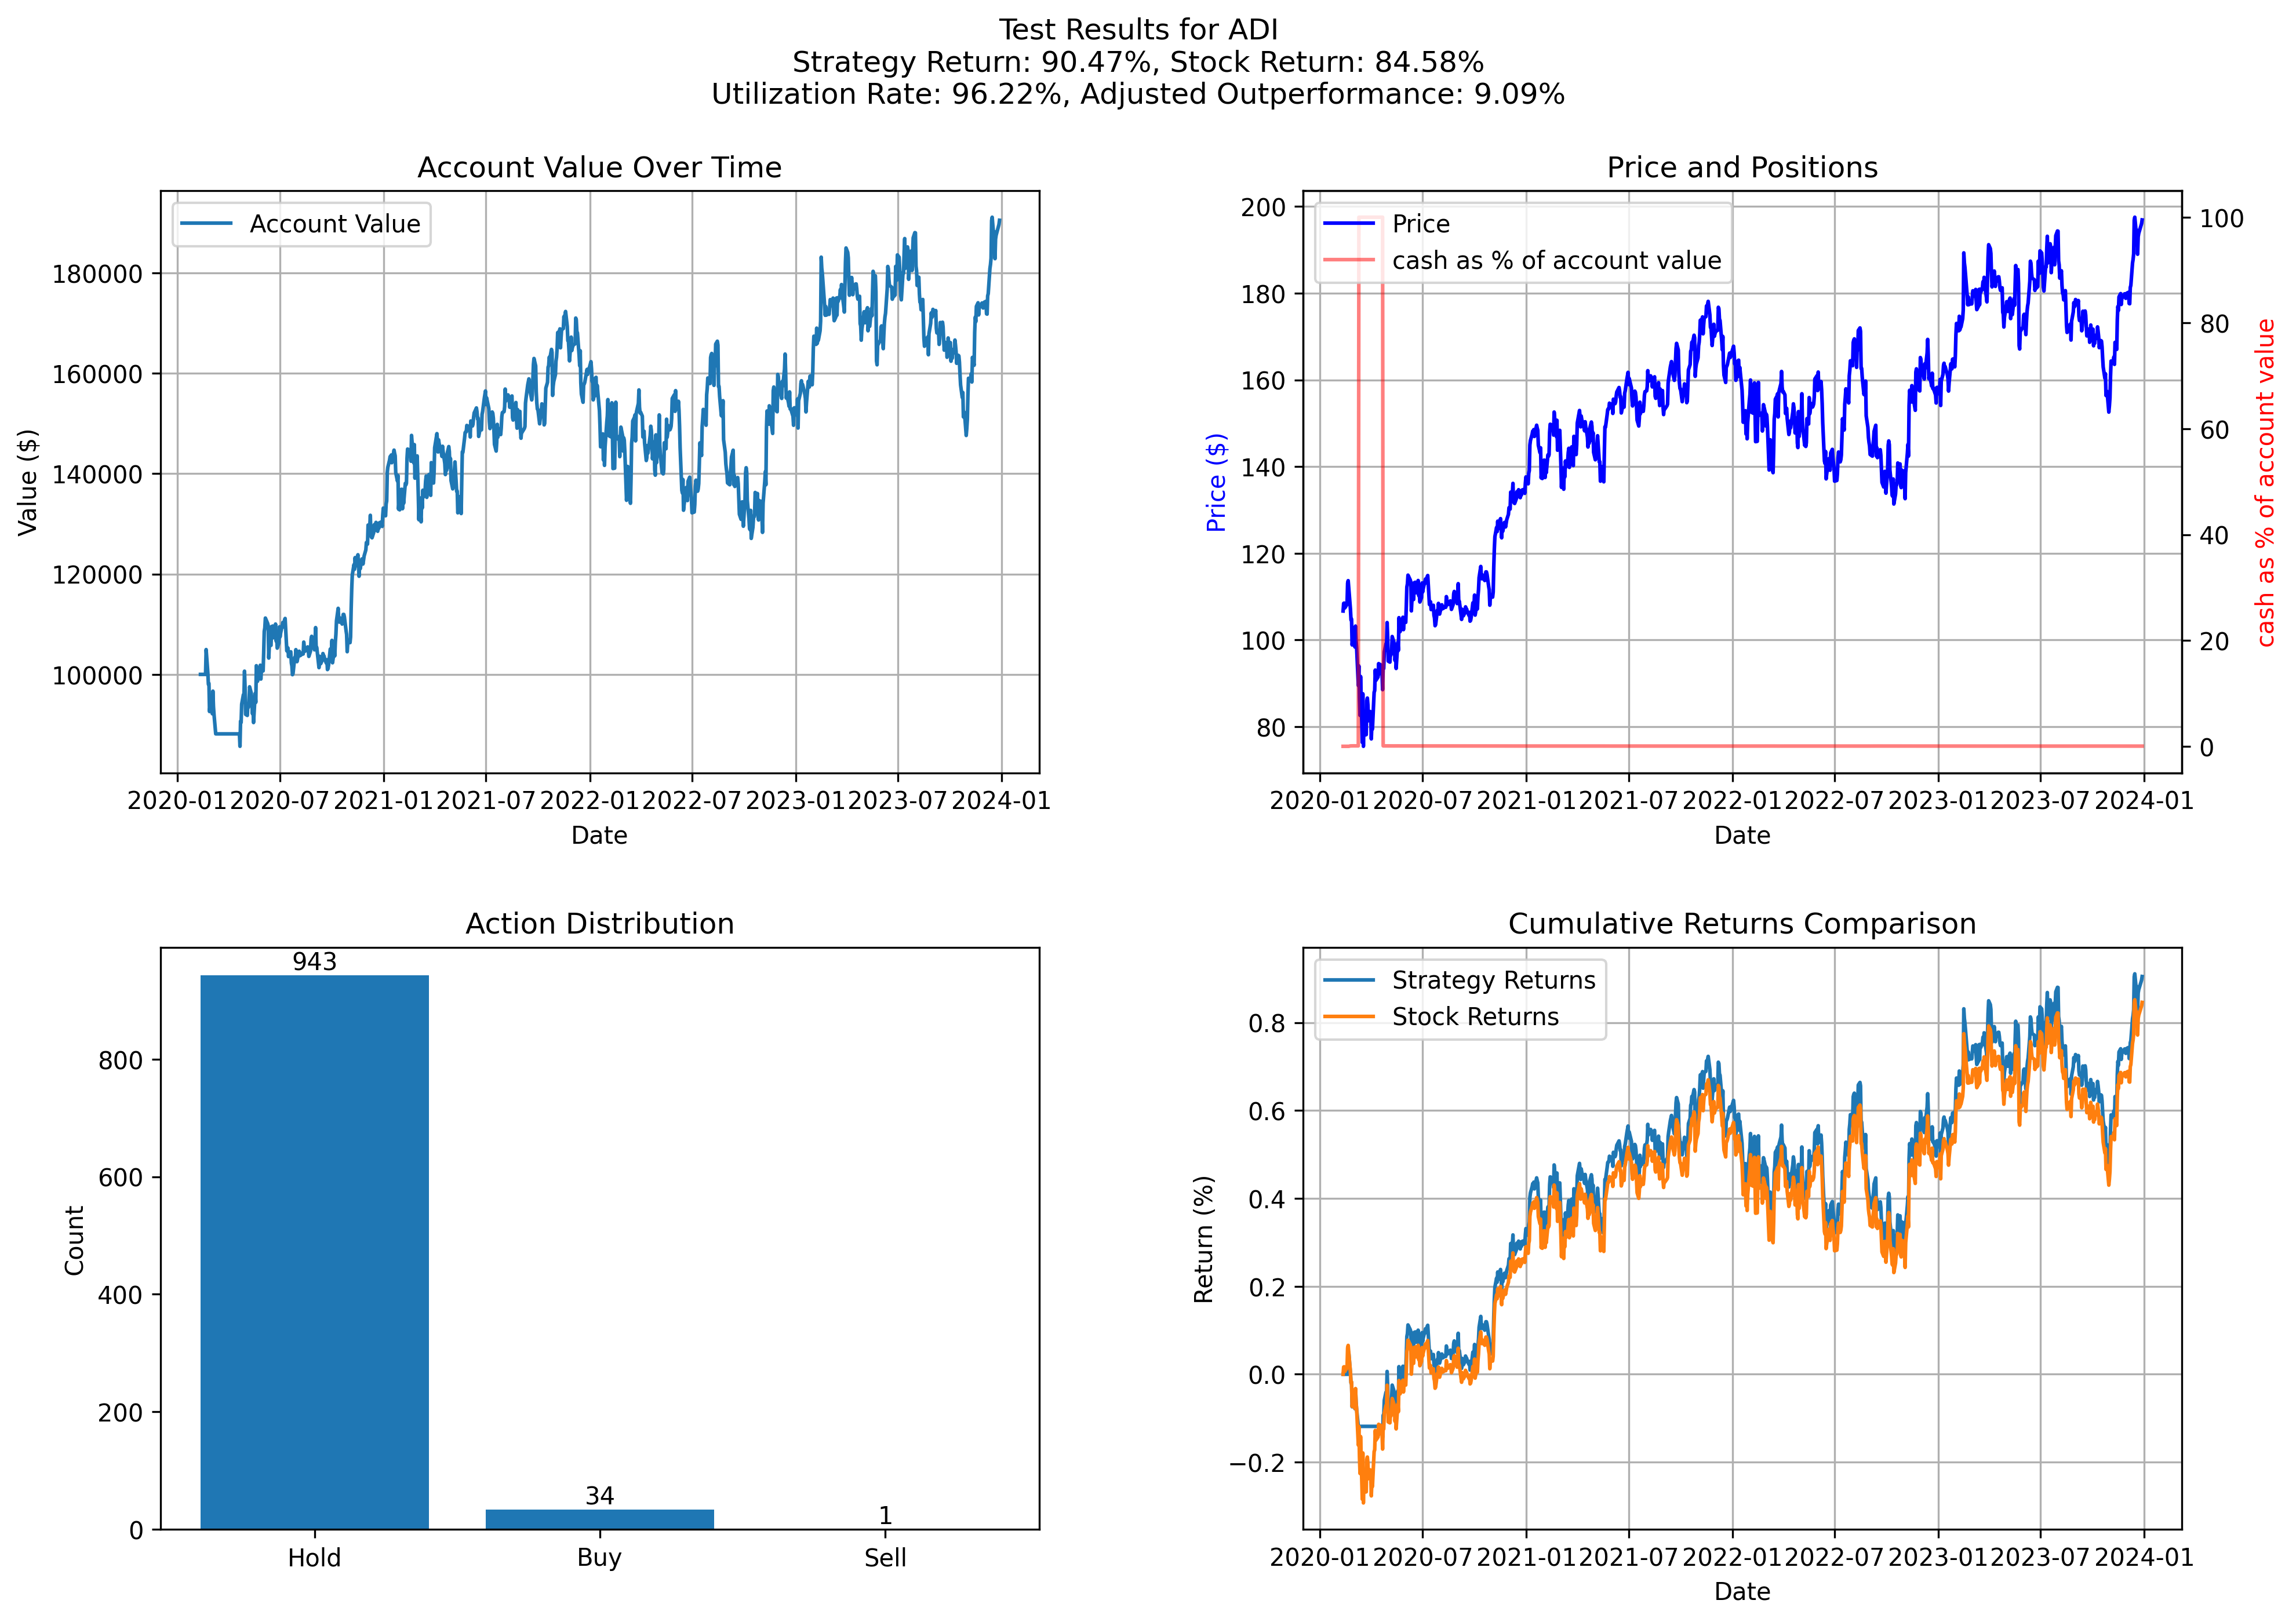 Test Results for ADI
Strategy Return: 90.47%, Stock Return: 84.58%
Utilization Rate: 96.22%, Adjusted Outperformance: 9.09%
Account Value Over Time
Account Value
Value ($)
180000
160000
140000
120000
100000
2020-01 2020-07 2021-01 2021-07 2022-01 2022-07 2023-01 2023-07 2024-01
Date
Price and Positions
Price
cash as % of account value
Price ($)
200
180
160
140
120
100
80
100
80
60
40
20
0
cash as % of account value
2020-01 2020-07 2021-01 2021-07 2022-01 2022-07 2023-01 2023-07 2024-01
Date
Action Distribution
943
34
1
Count
800
600
400
200
0
Hold Buy Sell
Cumulative Returns Comparison
Strategy Returns
Stock Returns
Return (%)
0.8
0.6
0.4
0.2
0.0
−0.2
2020-01 2020-07 2021-01 2021-07 2022-01 2022-07 2023-01 2023-07 2024-01
Date